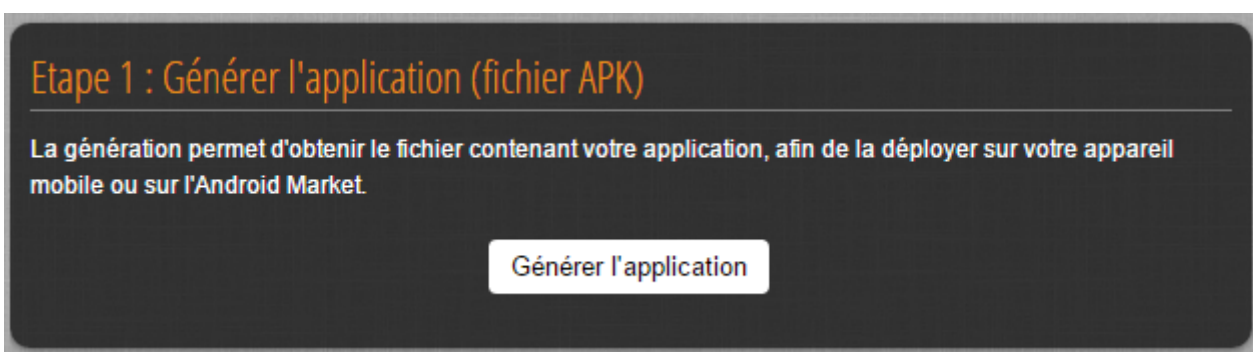 Etape 1 : Générer l'application (fichier APK)
La génération permet d'obtenir le fichier contenant votre application, afin de la déployer sur votre appareil
mobile ou sur l'Android Market.
Générer l'application